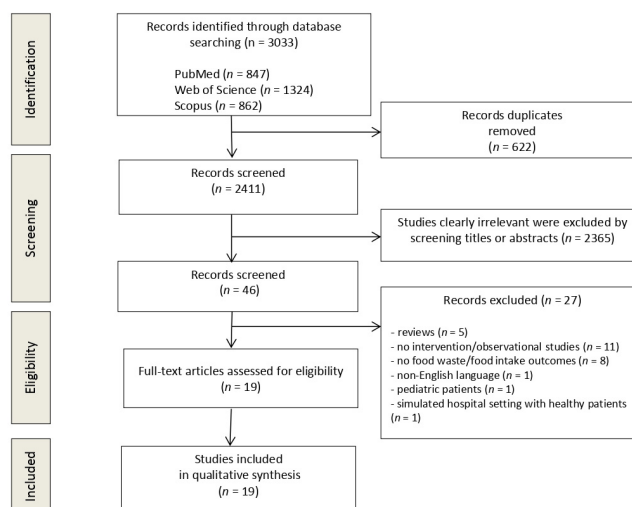 Identification
Records identified through database
searching (n = 3033)
PubMed (n = 847)
Web of Science (n = 1324)
Scopus (n = 862)
Records duplicates
removed
(n = 622)
Screening
Records screened
(n = 2411)
Studies clearly irrelevant were excluded by
screening titles or abstracts (n = 2365)
Records screened
(n = 46)
Records excluded (n = 27)
- reviews (n = 5)
- no intervention/observational studies (n = 11)
- no food waste/food intake outcomes (n = 8)
- non-English language (n = 1)
- pediatric patients (n = 1)
- simulated hospital setting with healthy patients
(n = 1)
Eligibility
Full-text articles assessed for eligibility
(n = 19)
Included
Studies included
in qualitative synthesis
(n = 19)